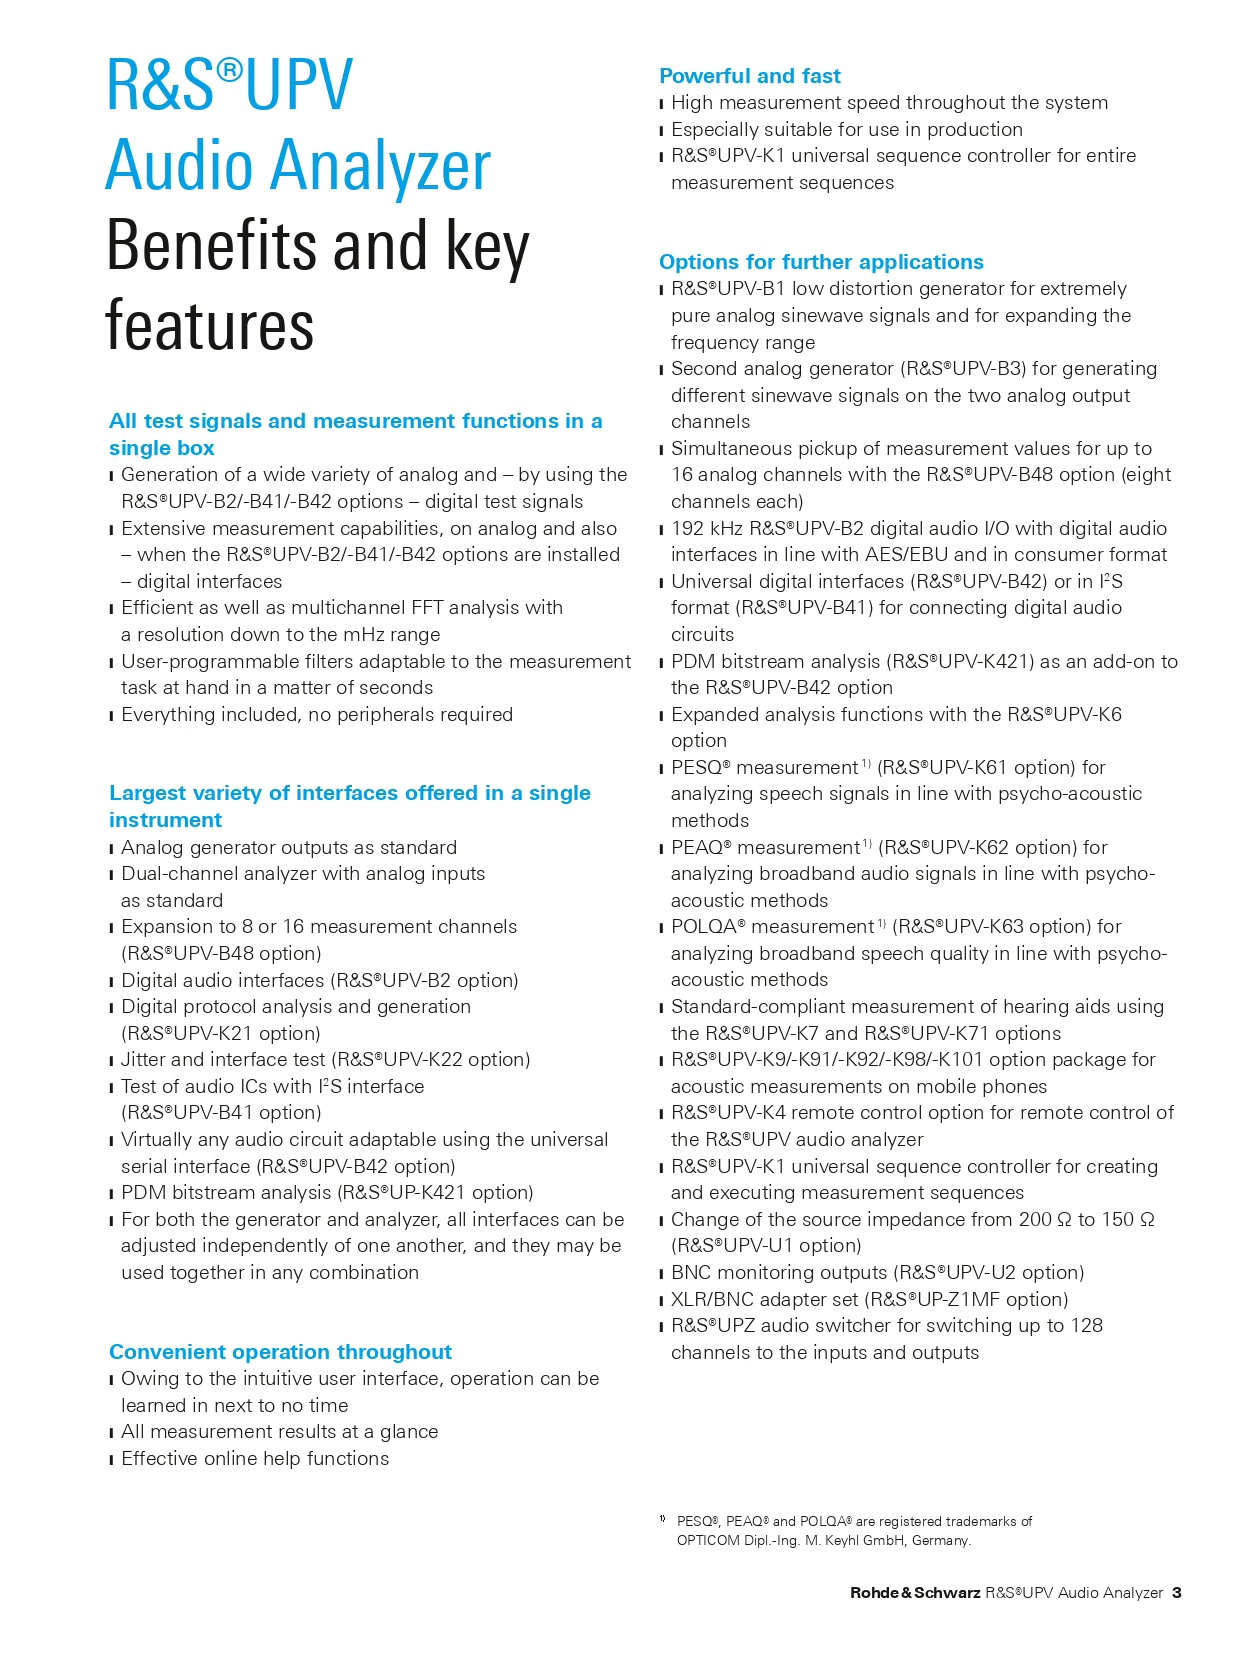 R&S®UPV
Audio Analyzer
Benefits and key
features
All test signals and measurement functions in a
single box
❙ Generation of a wide variety of analog and – by using the
R&S®UPV-B2/-B41/-B42 options – digital test signals
❙ Extensive measurement capabilities, on analog and also
– when the R&S®UPV-B2/-B41/-B42 options are installed
– digital interfaces
❙ Efficient as well as multichannel FFT analysis with
a resolution down to the mHz range
❙ User-programmable filters adaptable to the measurement
task at hand in a matter of seconds
❙ Everything included, no peripherals required
Largest variety of interfaces offered in a single
instrument
❙ Analog generator outputs as standard
❙ Dual-channel analyzer with analog inputs
as standard
❙ Expansion to 8 or 16 measurement channels
(R&S®UPV-B48 option)
❙ Digital audio interfaces (R&S®UPV-B2 option)
❙ Digital protocol analysis and generation
(R&S®UPV-K21 option)
❙ Jitter and interface test (R&S®UPV-K22 option)
❙ Test of audio ICs with I²S interface
(R&S®UPV-B41 option)
❙ Virtually any audio circuit adaptable using the universal
serial interface (R&S®UPV-B42 option)
❙ PDM bitstream analysis (R&S®UP-K421 option)
❙ For both the generator and analyzer, all interfaces can be
adjusted independently of one another, and they may be
used together in any combination
Convenient operation throughout
❙ Owing to the intuitive user interface, operation can be
learned in next to no time
❙ All measurement results at a glance
❙ Effective online help functions
Powerful and fast
❙ High measurement speed throughout the system
❙ Especially suitable for use in production
❙ R&S®UPV-K1 universal sequence controller for entire
measurement sequences
Options for further applications
❙ R&S®UPV-B1 low distortion generator for extremely
pure analog sinewave signals and for expanding the
frequency range
❙ Second analog generator (R&S®UPV-B3) for generating
different sinewave signals on the two analog output
channels
❙ Simultaneous pickup of measurement values for up to
16 analog channels with the R&S®UPV-B48 option (eight
channels each)
❙ 192 kHz R&S®UPV-B2 digital audio I/O with digital audio
interfaces in line with AES/EBU and in consumer format
❙ Universal digital interfaces (R&S®UPV-B42) or in I²S
format (R&S®UPV-B41) for connecting digital audio
circuits
❙ PDM bitstream analysis (R&S®UPV-K421) as an add-on to
the R&S®UPV-B42 option
❙ Expanded analysis functions with the R&S®UPV-K6
option
❙ PESQ® measurement ¹⁾ (R&S®UPV-K61 option) for
analyzing speech signals in line with psycho-acoustic
methods
❙ PEAQ® measurement ¹⁾ (R&S®UPV-K62 option) for
analyzing broadband audio signals in line with psycho-
acoustic methods
❙ POLQA® measurement ¹⁾ (R&S®UPV-K63 option) for
analyzing broadband speech quality in line with psycho-
acoustic methods
❙ Standard-compliant measurement of hearing aids using
the R&S®UPV-K7 and R&S®UPV-K71 options
❙ R&S®UPV-K9/-K91/-K92/-K98/-K101 option package for
acoustic measurements on mobile phones
❙ R&S®UPV-K4 remote control option for remote control of
the R&S®UPV audio analyzer
❙ R&S®UPV-K1 universal sequence controller for creating
and executing measurement sequences
❙ Change of the source impedance from 200 Ω to 150 Ω
(R&S®UPV-U1 option)
❙ BNC monitoring outputs (R&S®UPV-U2 option)
❙ XLR/BNC adapter set (R&S®UP-Z1MF option)
❙ R&S®UPZ audio switcher for switching up to 128
channels to the inputs and outputs
¹⁾ PESQ®, PEAQ® and POLQA® are registered trademarks of
OPTICOM Dipl.-Ing. M. Keyhl GmbH, Germany.
Rohde & Schwarz R&S®UPV Audio Analyzer 3